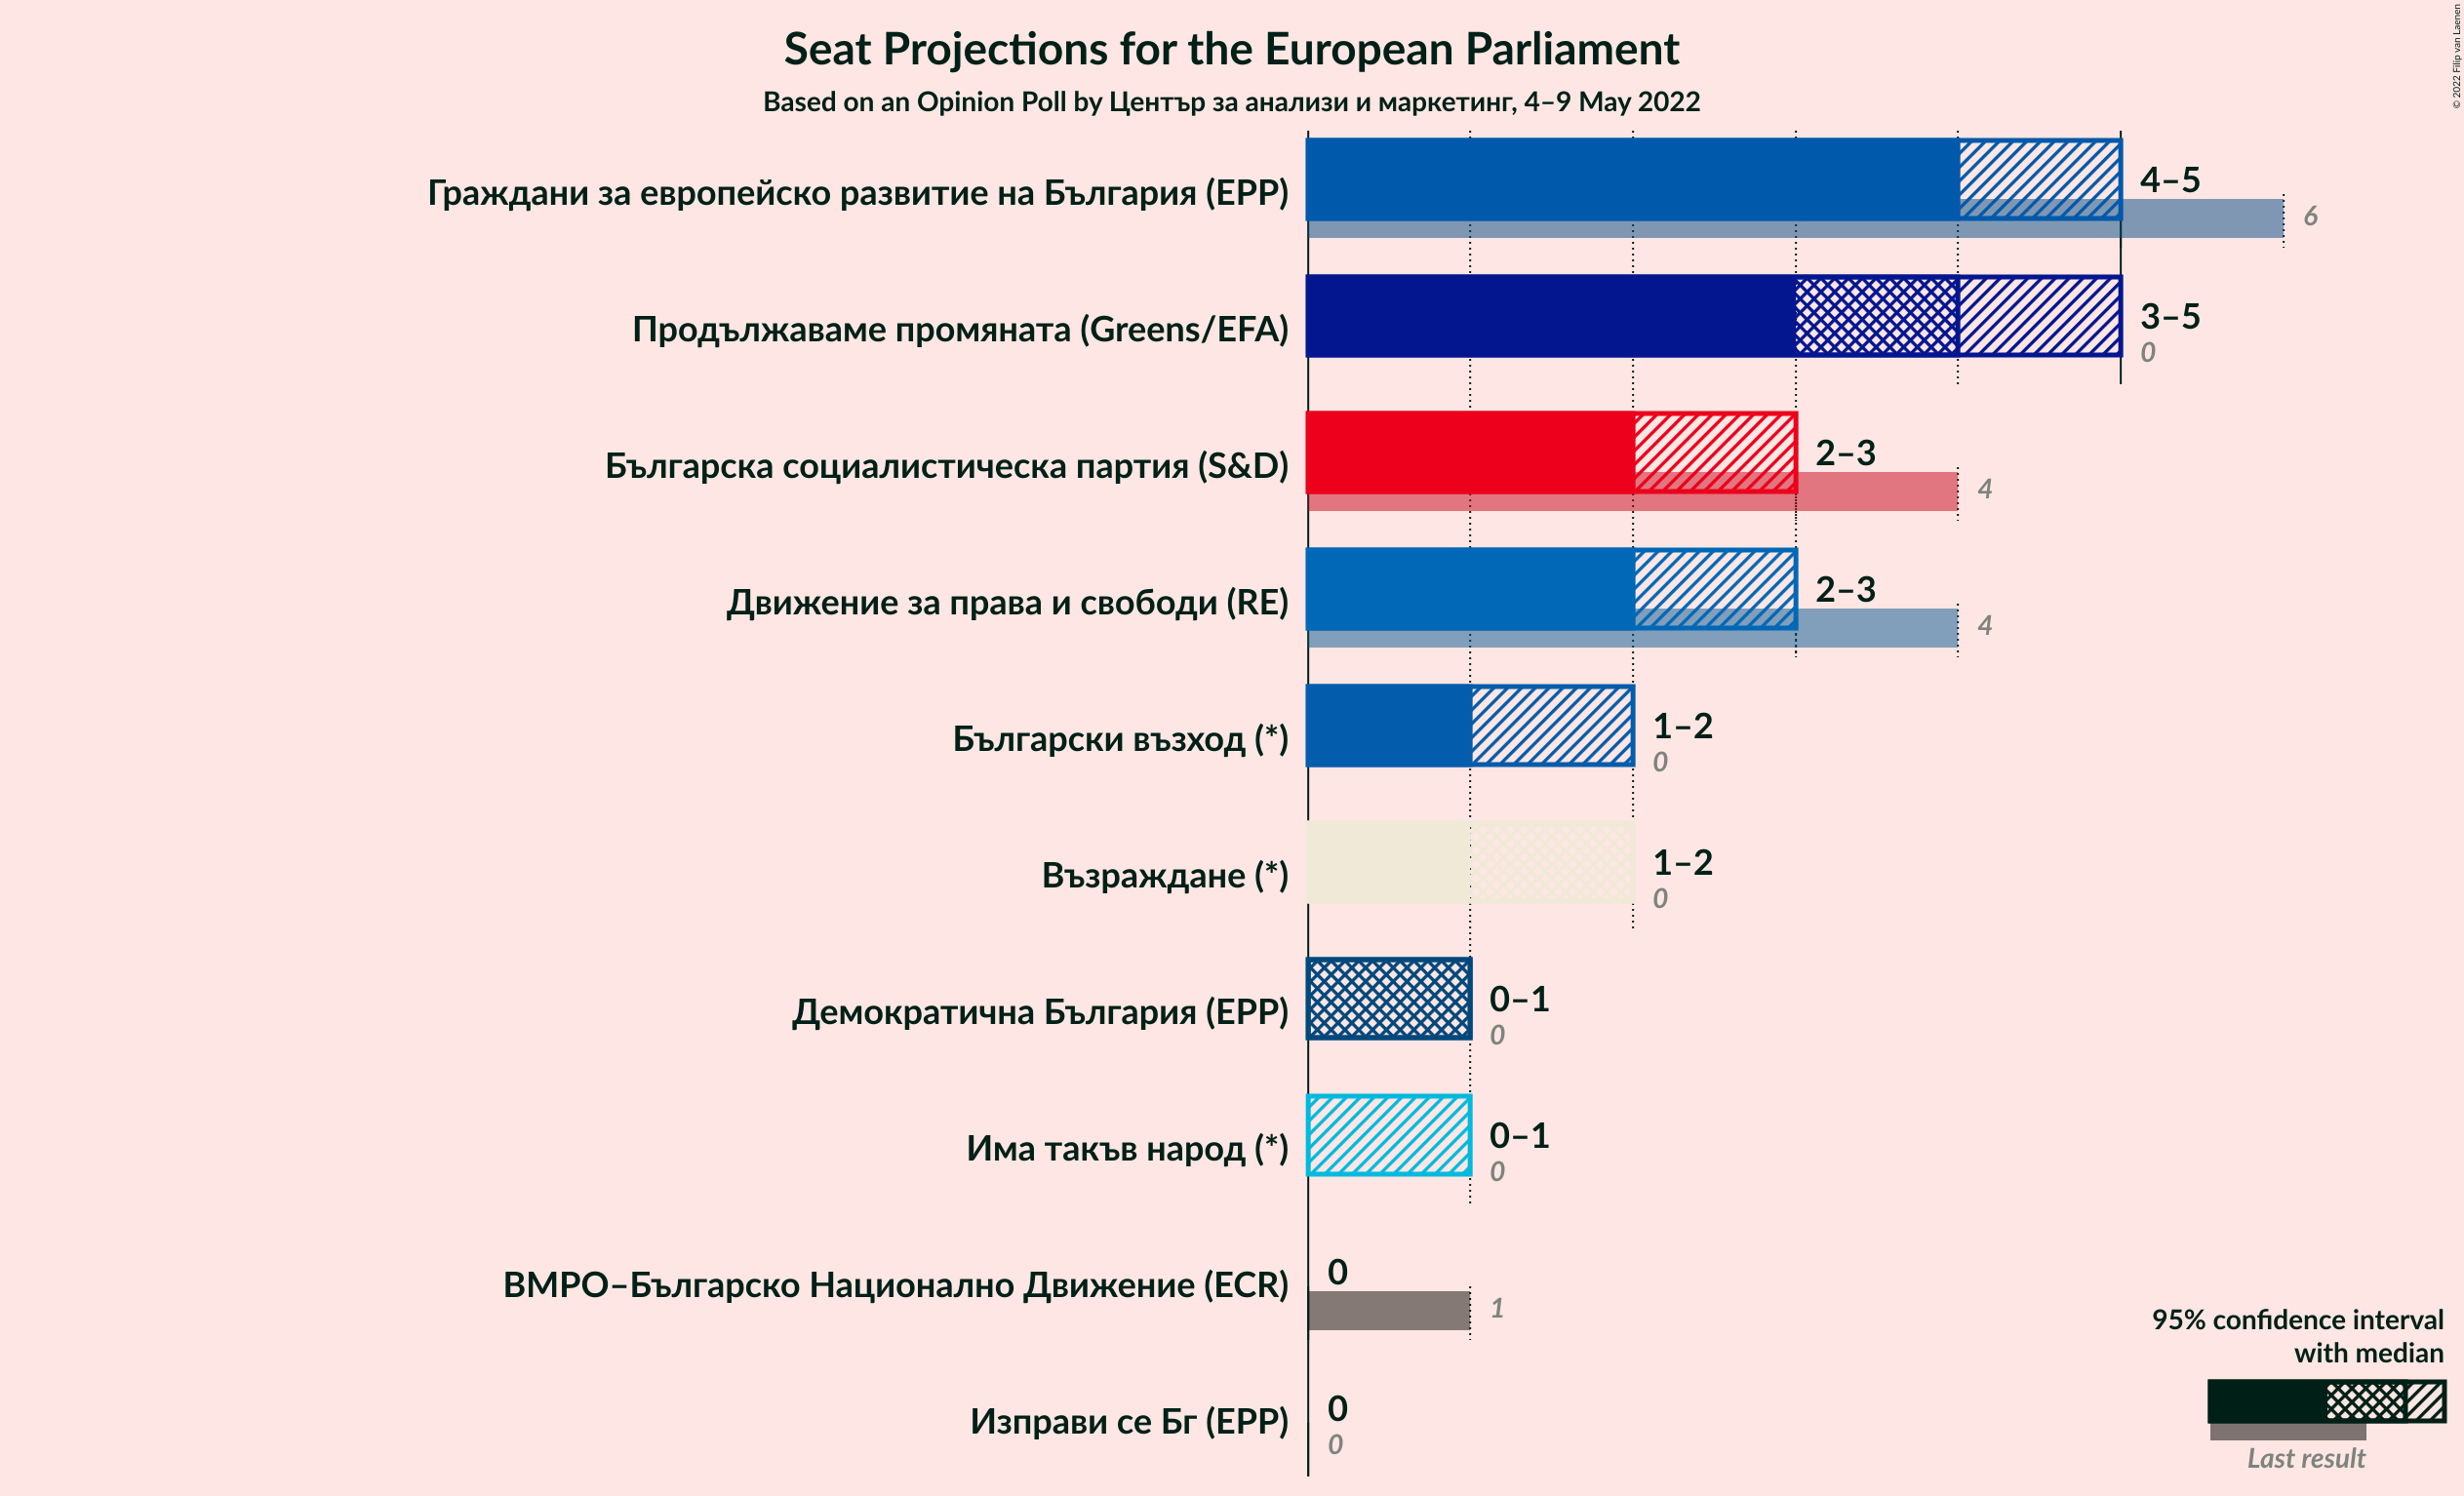 Seat Projections for the European Parliament
Based on an Opinion Poll by Център за анализи и маркетинг, 4–9 May 2022
© 2022 Filip van Laenen
Граждани за европейско развитие на България (EPP)
4–5
6
Продължаваме промяната (Greens/EFA)
3–5
0
Българска социалистическа партия (S&D)
2–3
4
Движение за права и свободи (RE)
2–3
4
Български възход (*)
1–2
0
Възраждане (*)
1–2
0
Демократична България (EPP)
0–1
0
Има такъв народ (*)
0–1
0
ВМРО–Българско Национално Движение (ECR)
0
1
Изправи се Бг (EPP)
0
0
95% confidence interval
with median
Last result